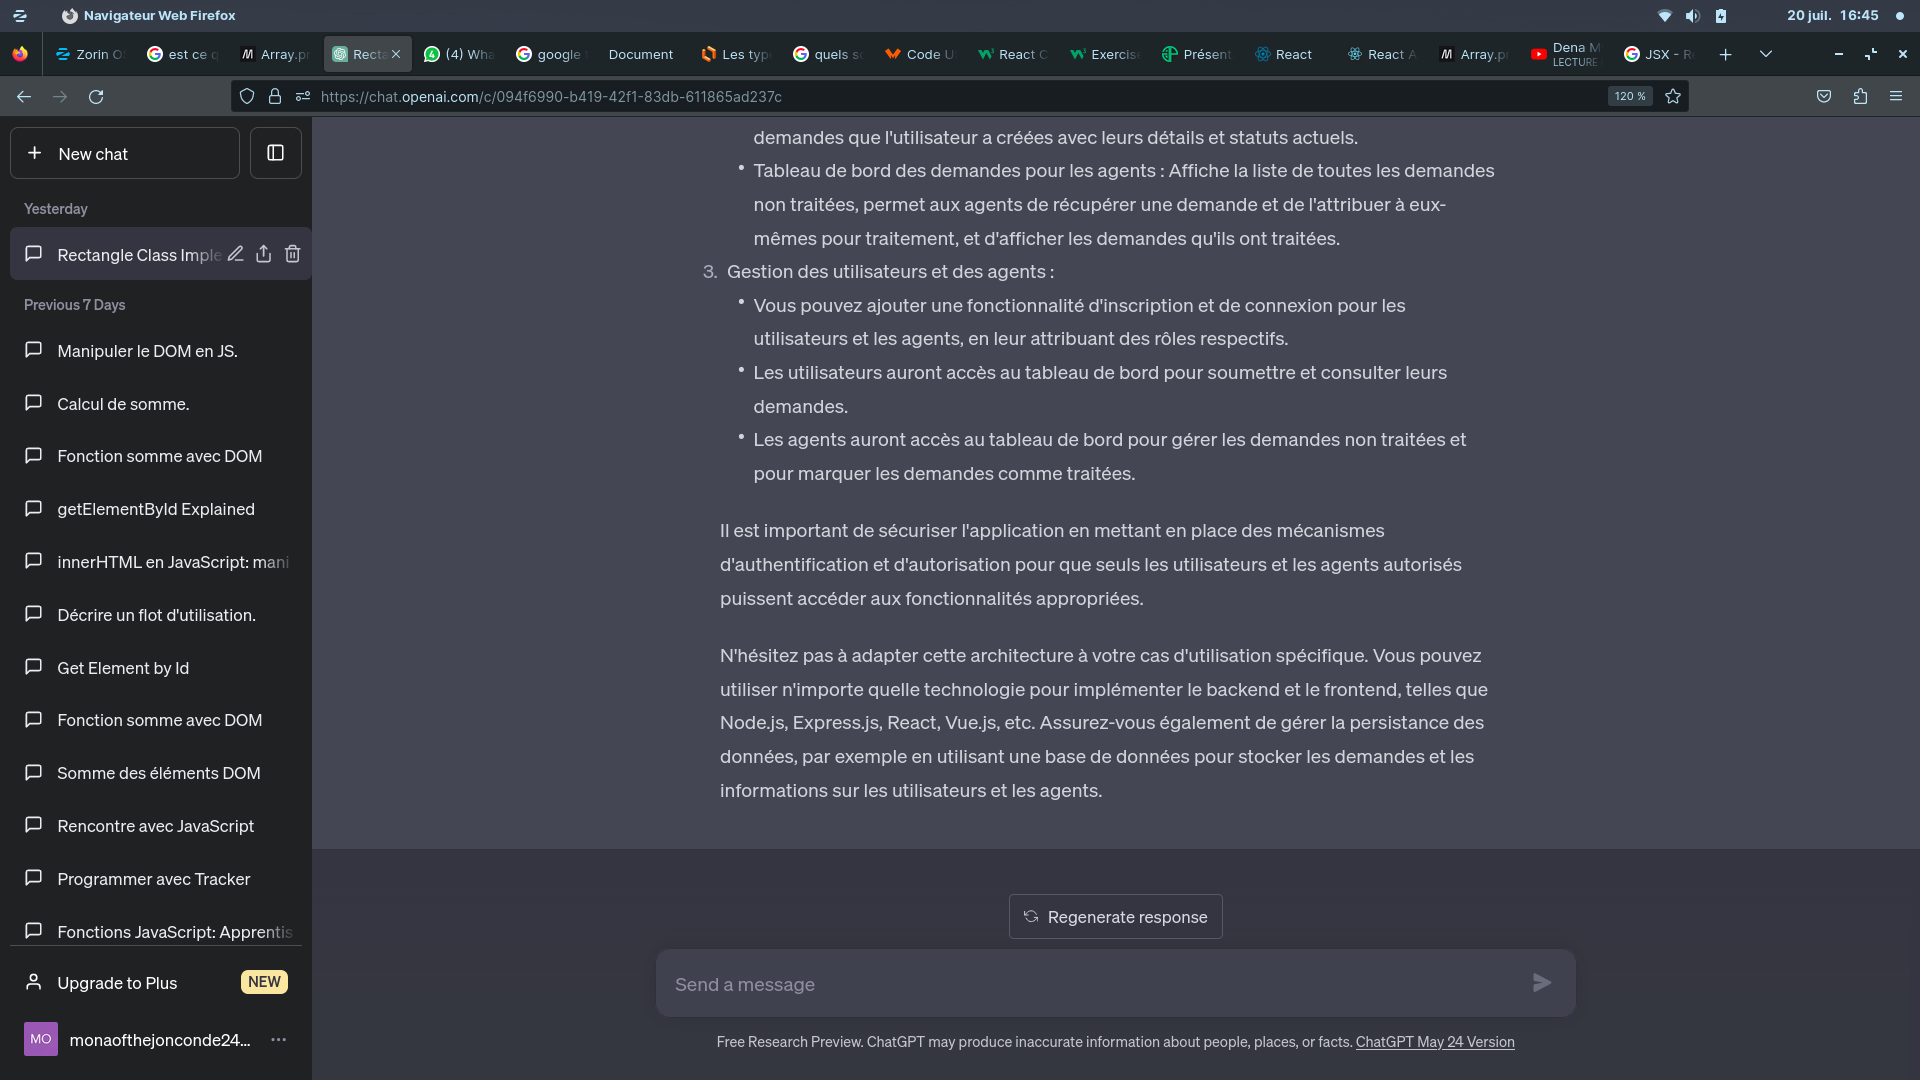 Navigateur Web Firefox
20 juil. 16:45
Zorin O
est ce q
Array.pr
Recta
(4) Wha
google
Document
Les typ
quels so
Code U
React C
Exercis
Présent
React
React A
Array.p
Dena M
LECTURE
JSX - R
https://chat.openai.com/c/094f6990-b419-42f1-83db-611865ad237c
120 %
New chat
Yesterday
Rectangle Class Imple
Previous 7 Days
Manipuler le DOM en JS.
Calcul de somme.
Fonction somme avec DOM
getElementById Explained
innerHTML en JavaScript: mani
Décrire un flot d'utilisation.
Get Element by Id
Fonction somme avec DOM
Somme des éléments DOM
Rencontre avec JavaScript
Programmer avec Tracker
Fonctions JavaScript: Apprentis
Upgrade to Plus
NEW
MO
monaofthejonconde24...
demandes que l'utilisateur a créées avec leurs détails et statuts actuels.
• Tableau de bord des demandes pour les agents : Affiche la liste de toutes les demandes
non traitées, permet aux agents de récupérer une demande et de l'attribuer à eux-
mêmes pour traitement, et d'afficher les demandes qu'ils ont traitées.
3. Gestion des utilisateurs et des agents :
• Vous pouvez ajouter une fonctionnalité d'inscription et de connexion pour les
utilisateurs et les agents, en leur attribuant des rôles respectifs.
• Les utilisateurs auront accès au tableau de bord pour soumettre et consulter leurs
demandes.
• Les agents auront accès au tableau de bord pour gérer les demandes non traitées et
pour marquer les demandes comme traitées.
Il est important de sécuriser l'application en mettant en place des mécanismes
d'authentification et d'autorisation pour que seuls les utilisateurs et les agents autorisés
puissent accéder aux fonctionnalités appropriées.
N'hésitez pas à adapter cette architecture à votre cas d'utilisation spécifique. Vous pouvez
utiliser n'importe quelle technologie pour implémenter le backend et le frontend, telles que
Node.js, Express.js, React, Vue.js, etc. Assurez-vous également de gérer la persistance des
données, par exemple en utilisant une base de données pour stocker les demandes et les
informations sur les utilisateurs et les agents.
Regenerate response
Send a message
Free Research Preview. ChatGPT may produce inaccurate information about people, places, or facts. ChatGPT May 24 Version